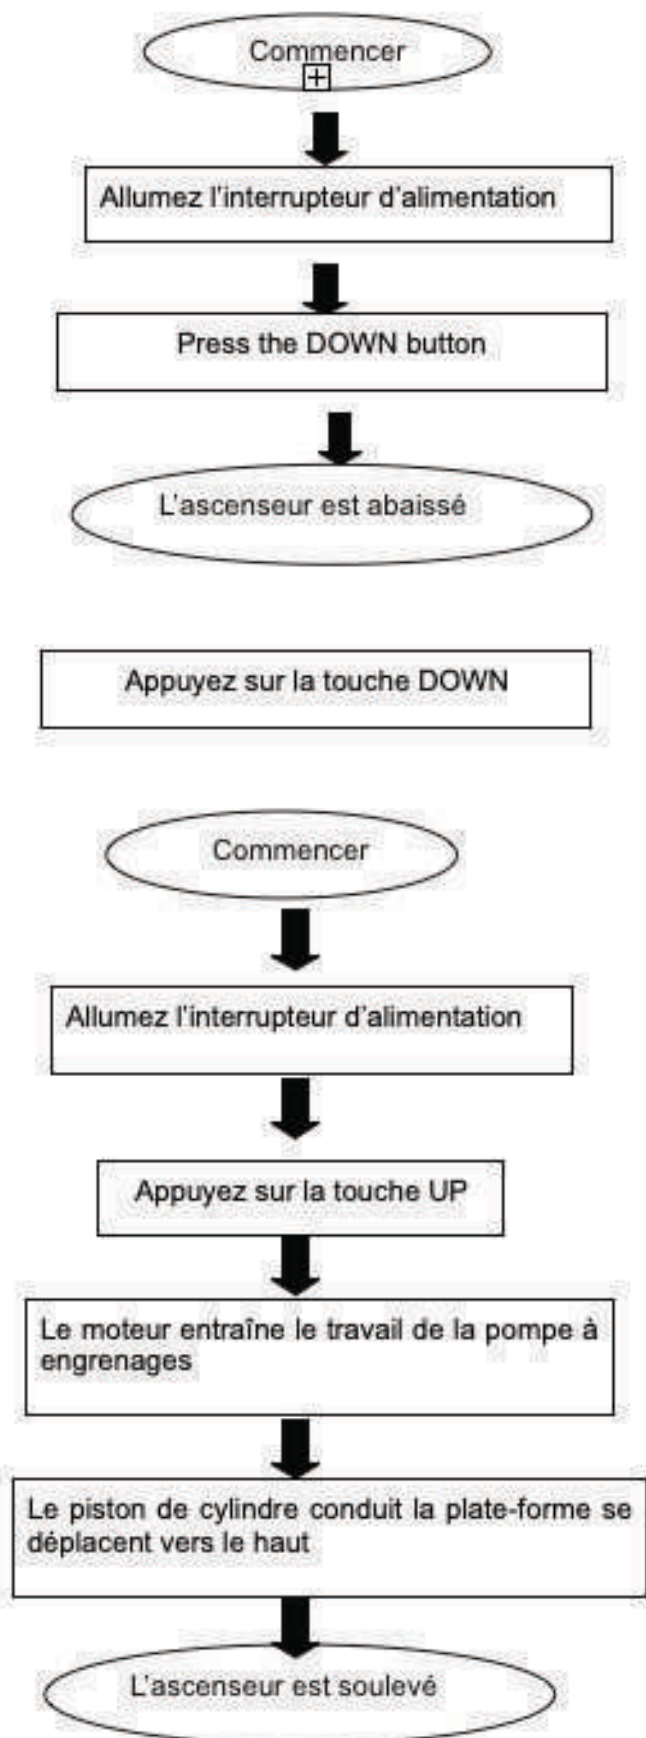 Commencer
Allumez l'interrupteur d'alimentation
Press the DOWN button
L'ascenseur est abaissé
Appuyez sur la touche DOWN
Commencer
Allumez l'interrupteur d'alimentation
Appuyez sur la touche UP
Le moteur entraîne le travail de la pompe à
engrenages
Le piston de cylindre conduit la plate-forme se
déplacent vers le haut
L'ascenseur est soulevé